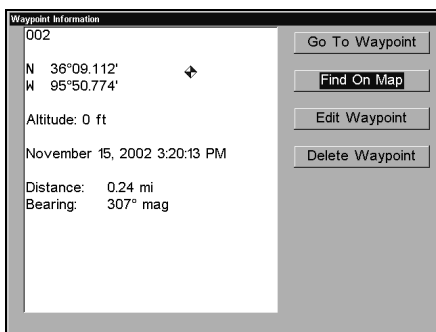 Waypoint Information
002
N 36°09.112'
W 95°50.774'
Altitude: 0 ft
November 15, 2002 3:20:13 PM
Distance: 0.24 mi
Bearing: 307° mag
Go To Waypoint
Find On Map
Edit Waypoint
Delete Waypoint